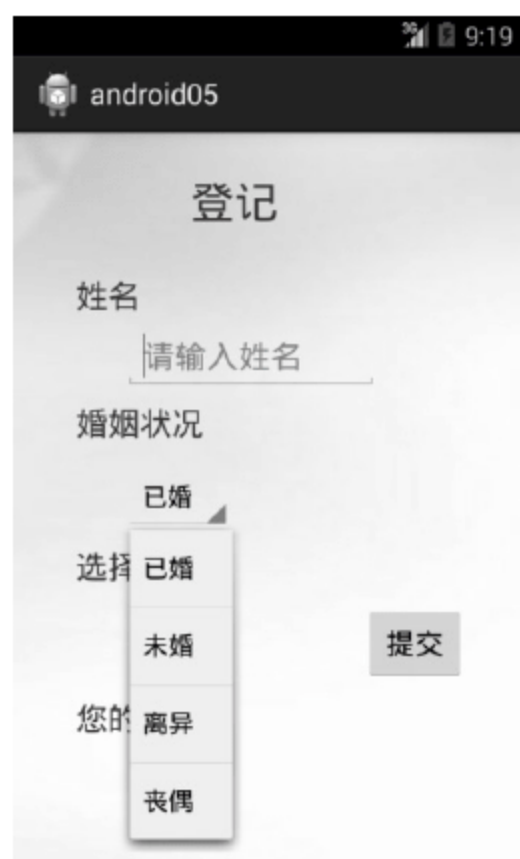 3G 9:19
android05
登记
姓名
请输入姓名
婚姻状况
已婚
选择
已婚
未婚
提交
您的
离异
丧偶